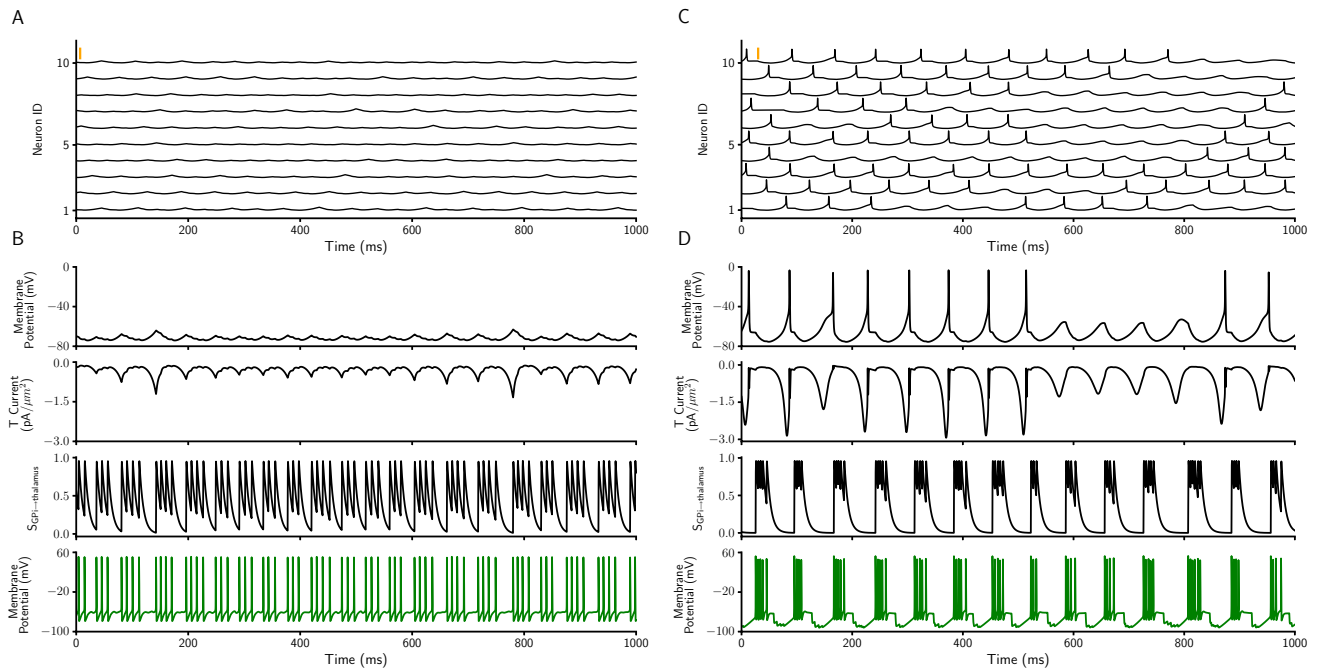 A
10
5
1
Neuron ID
0 200 400 600 800 1000
Time (ms)
B
0
−40
−80
Membrane
Potential (mV)
0.0
−1.5
−3.0
T Current
(pA/μm²)
1.0
0.5
0.0
S_GPi→thalamus
60
−20
−100
Membrane
Potential (mV)
0 200 400 600 800 1000
Time (ms)
C
10
5
1
Neuron ID
0 200 400 600 800 1000
Time (ms)
D
0
−40
−80
Membrane
Potential (mV)
0.0
−1.5
−3.0
T Current
(pA/μm²)
1.0
0.5
0.0
S_GPi→thalamus
60
−20
−100
Membrane
Potential (mV)
0 200 400 600 800 1000
Time (ms)